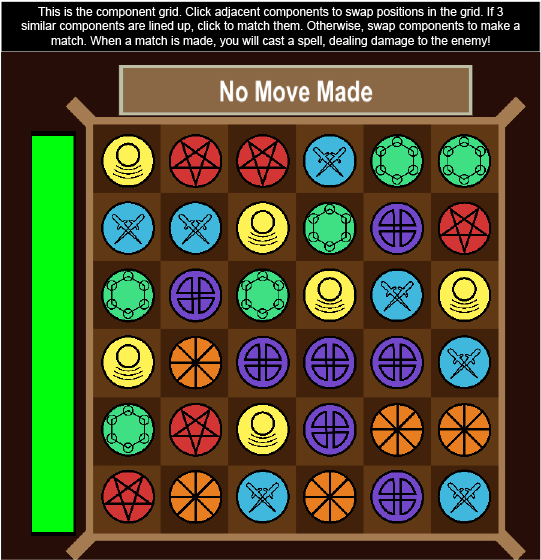 This is the component grid. Click adjacent components to swap positions in the grid. If 3
similar components are lined up, click to match them. Otherwise, swap components to make a
match. When a match is made, you will cast a spell, dealing damage to the enemy!
No Move Made